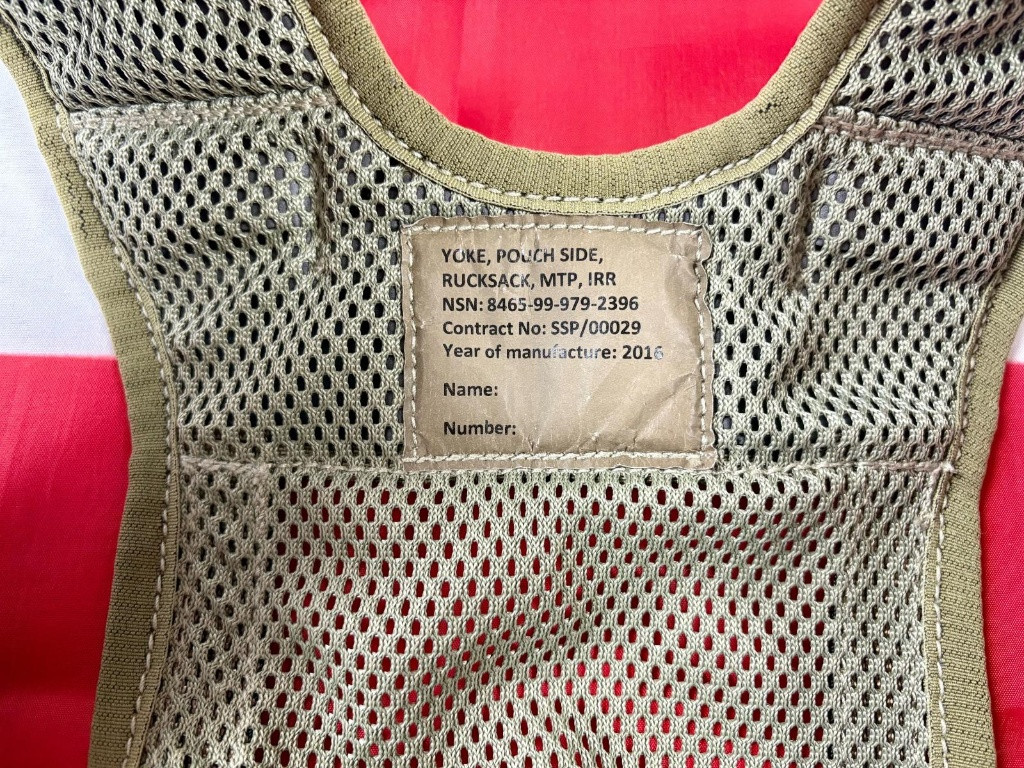 YOKE, POUCH SIDE,
RUCKSACK, MTP, IRR
NSN: 8465-99-979-2396
Contract No: SSP/00029
Year of manufacture: 2016
Name:
Number: